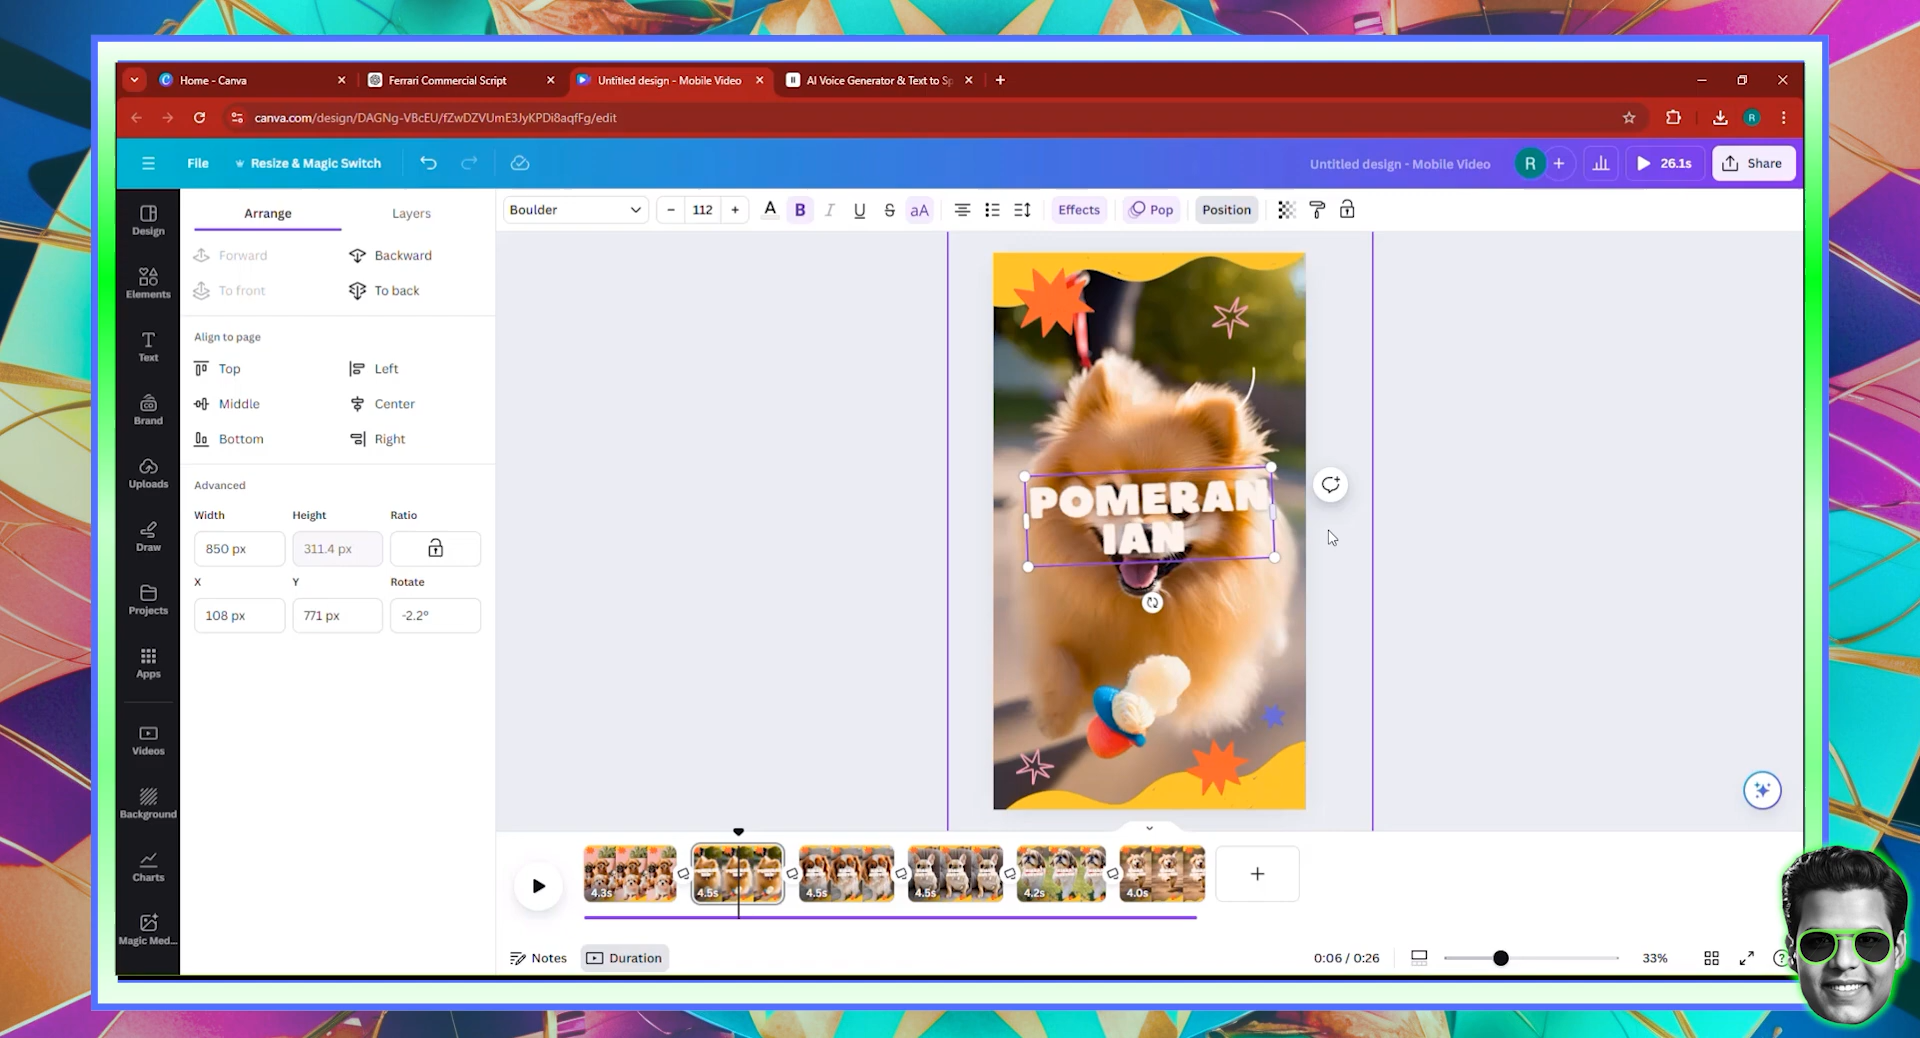 Home - Canva
Ferrari Commercial Script
Untitled design - Mobile Video
AI Voice Generator & Text to Sp
canva.com/design/DAGNg-VBcEU/fZwDZVUmE3JyKPDi8aqfFg/edit
R
File
Resize & Magic Switch
Untitled design - Mobile Video
R
26.1s
Share
Design
Elements
Text
Brand
Uploads
Draw
Projects
Apps
Videos
Background
Charts
Magic Med...
Arrange
Layers
Forward
Backward
To front
To back
Align to page
Top
Left
Middle
Center
Bottom
Right
Advanced
Width
Height
Ratio
850 px
311.4 px
X
Y
Rotate
108 px
771 px
-2.2°
Boulder
112
A
B
I
U
S
aA
Effects
Pop
Position
POMERAN
IAN
4.3s
4.5s
4.5s
4.5s
4.2s
4.0s
Notes
Duration
0:06 / 0:26
33%